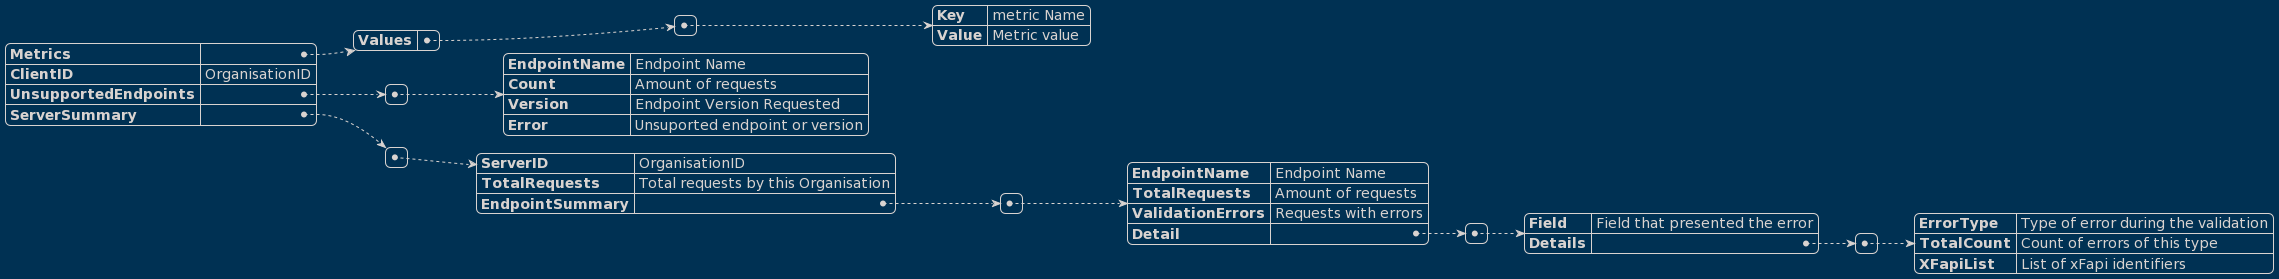 Metrics
ClientID OrganisationID
UnsupportedEndpoints
ServerSummary
Values
Key metric Name
Value Metric value
EndpointName Endpoint Name
Count Amount of requests
Version Endpoint Version Requested
Error Unsuported endpoint or version
ServerID OrganisationID
TotalRequests Total requests by this Organisation
EndpointSummary
EndpointName Endpoint Name
TotalRequests Amount of requests
ValidationErrors Requests with errors
Detail
Field Field that presented the error
Details
ErrorType Type of error during the validation
TotalCount Count of errors of this type
XFapiList List of xFapi identifiers